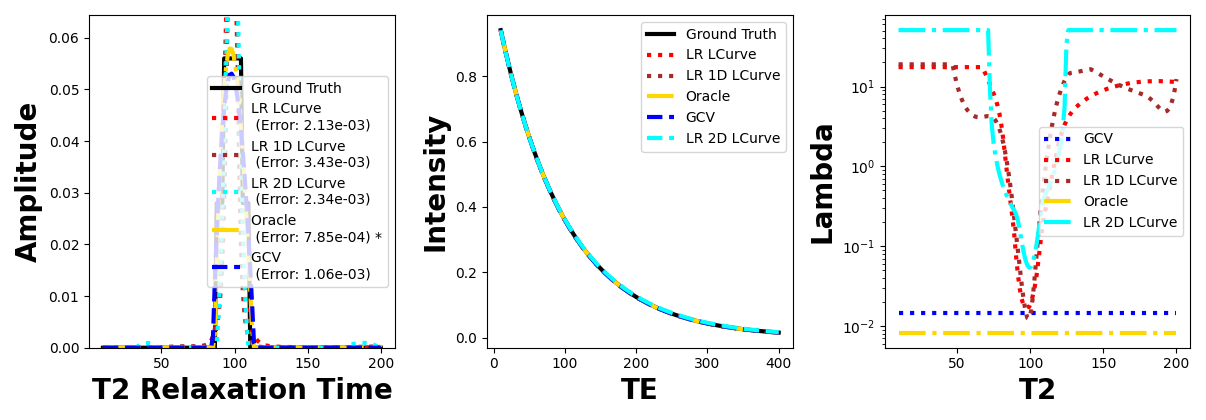 Amplitude
0.06
0.05
0.04
0.03
0.02
0.01
0.00
50
100
150
200
T2 Relaxation Time
Ground Truth
LR LCurve
(Error: 2.13e-03)
LR 1D LCurve
(Error: 3.43e-03)
LR 2D LCurve
(Error: 2.34e-03)
Oracle
(Error: 7.85e-04) *
GCV
(Error: 1.06e-03)
Intensity
0.8
0.6
0.4
0.2
0.0
0
100
200
300
400
TE
Ground Truth
LR LCurve
LR 1D LCurve
Oracle
GCV
LR 2D LCurve
Lambda
10¹
10⁰
10⁻¹
10⁻²
50
100
150
200
T2
GCV
LR LCurve
LR 1D LCurve
Oracle
LR 2D LCurve